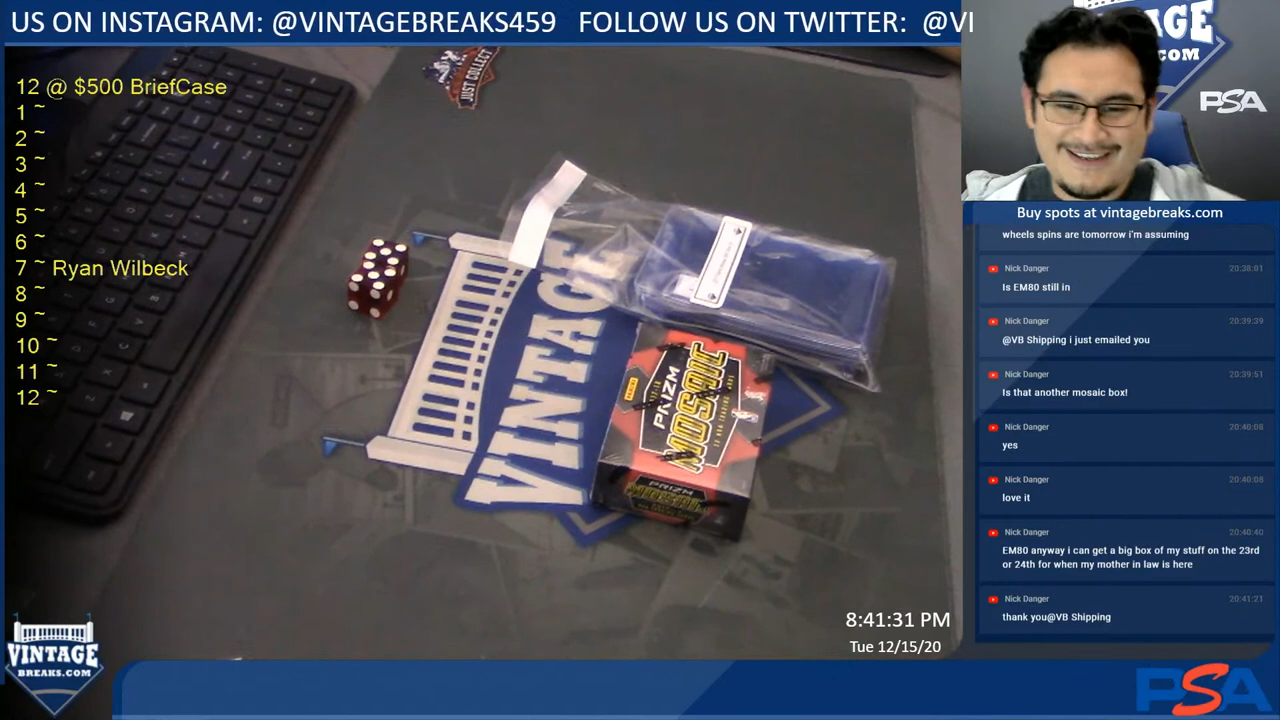 US ON INSTAGRAM: @VINTAGEBREAKS459 FOLLOW US ON TWITTER: @VI
12 @ $500 BriefCase
1 ~
2 ~
3 ~
4 ~
5 ~
6 ~
7 ~ Ryan Wilbeck
8 ~
9 ~
10 ~
11 ~
12 ~
JUST COLLECT
VINTAGE
PRIZM
MOSAIC
PRIZM
MOSAIC
VINTAGE
BREAKS.COM
8:41:31 PM
Tue 12/15/20
AGE
S.COM
PSA
Buy spots at vintagebreaks.com
wheels spins are tomorrow i'm assuming
Nick Danger 20:38:01
Is EM80 still in
Nick Danger 20:39:39
@VB Shipping i just emailed you
Nick Danger 20:39:51
Is that another mosaic box!
Nick Danger 20:40:08
yes
Nick Danger 20:40:08
love it
Nick Danger 20:40:40
EM80 anyway i can get a big box of my stuff on the 23rd
or 24th for when my mother in law is here
Nick Danger 20:41:21
thank you@VB Shipping
PSA